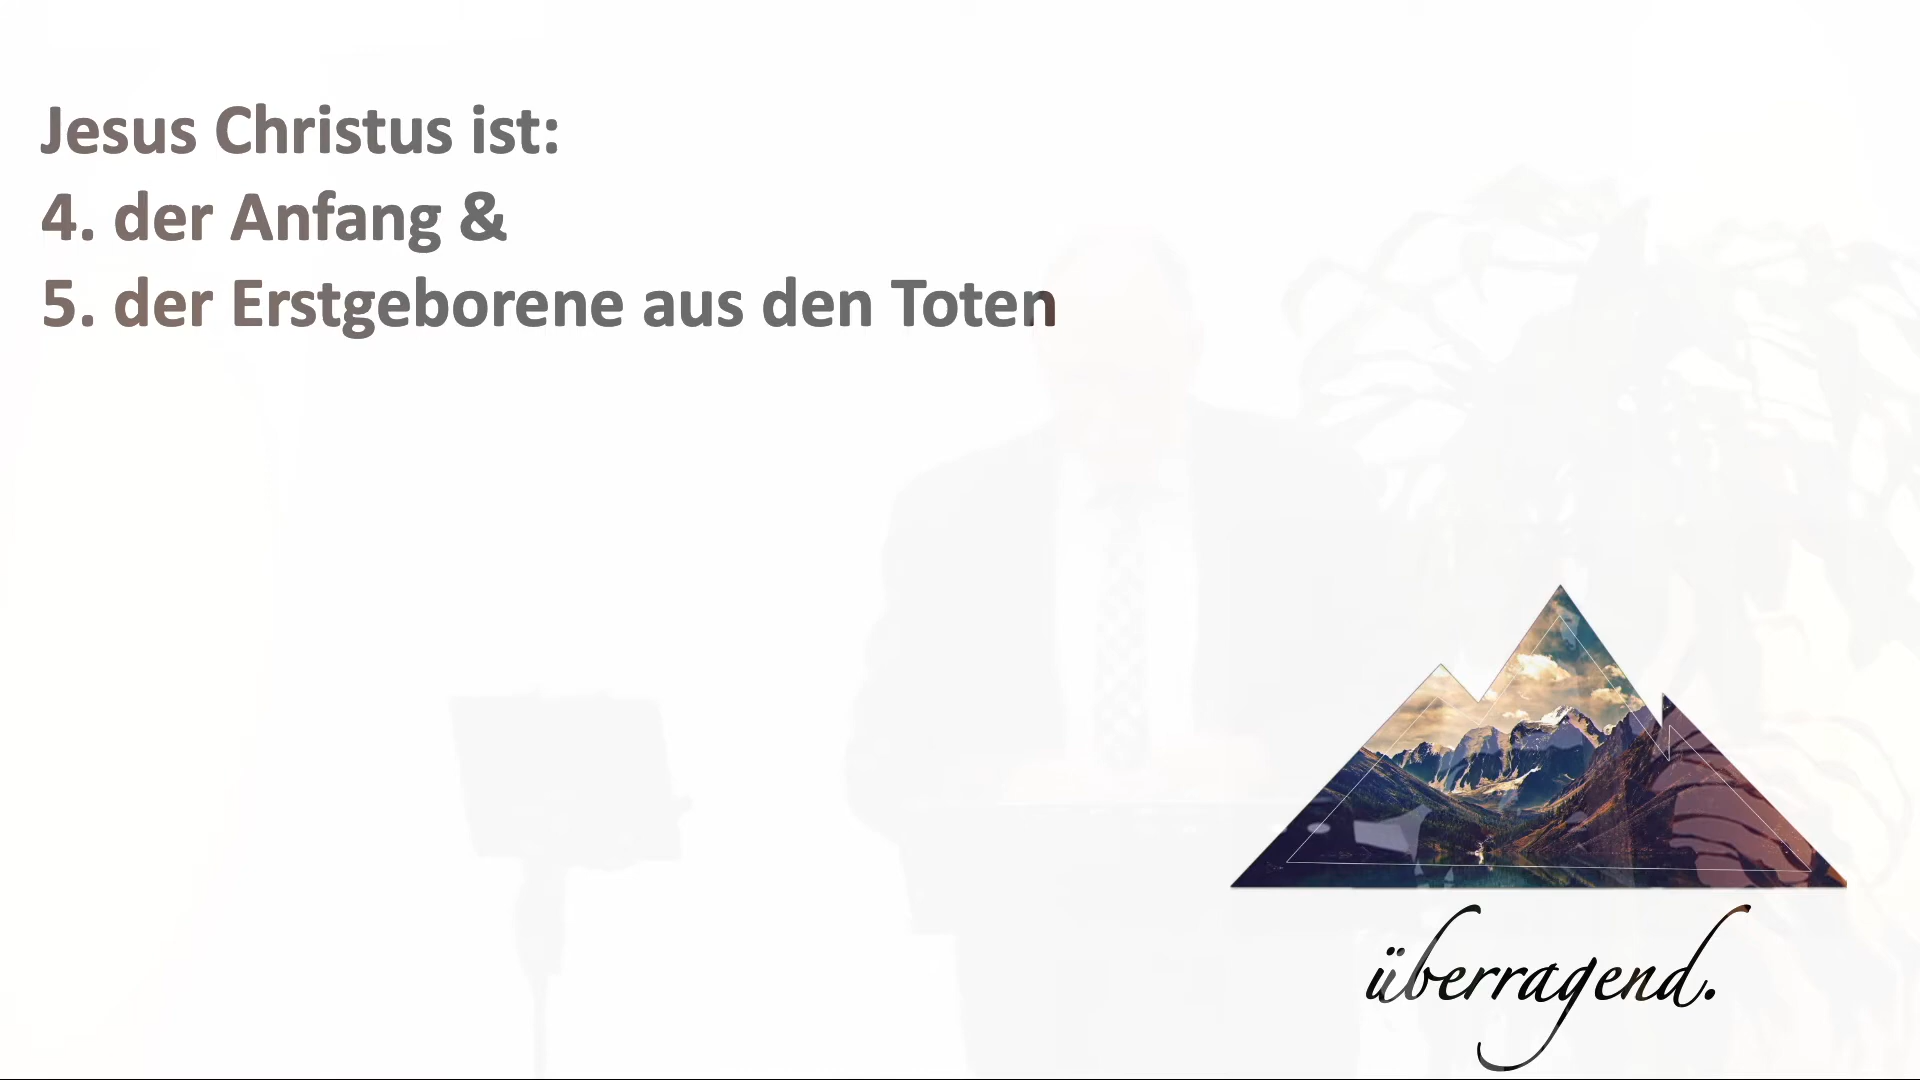 Jesus Christus ist:
4. der Anfang &
5. der Erstgeborene aus den Toten
überragend.